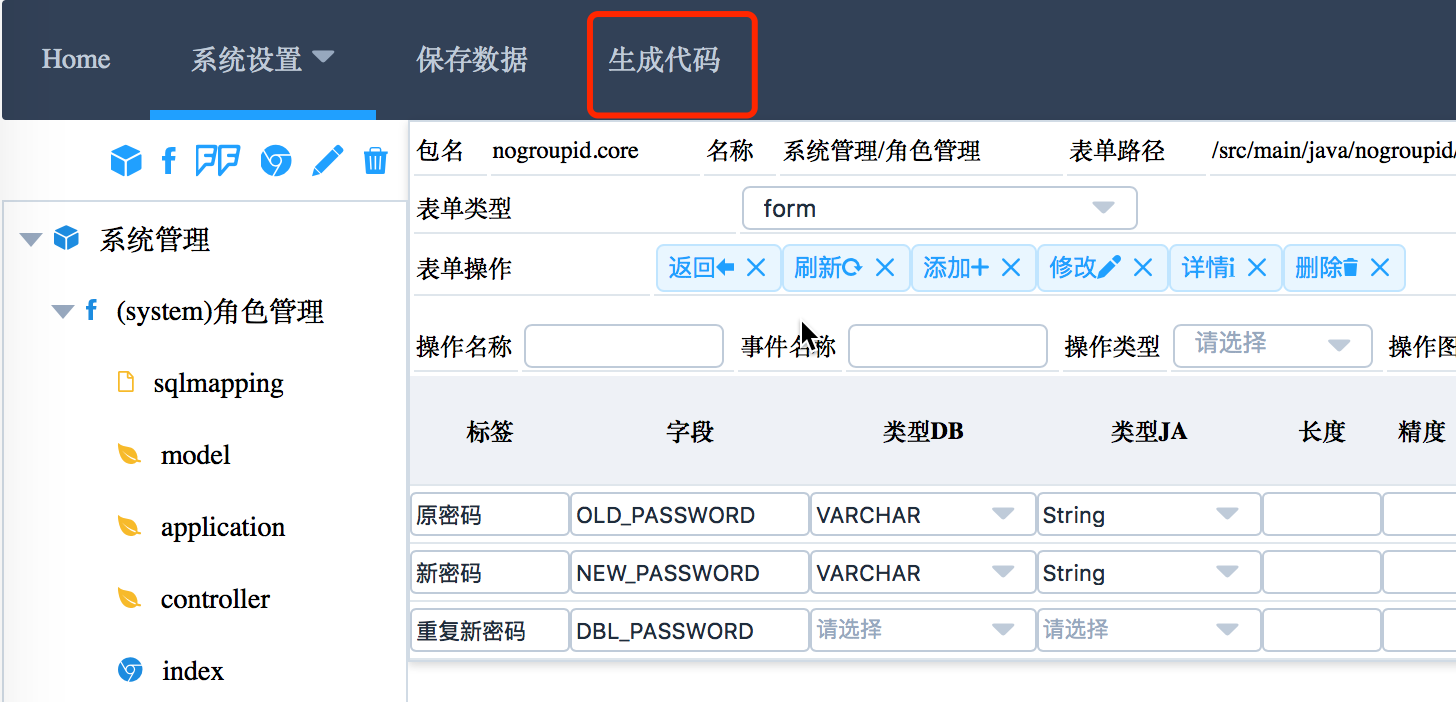 Home 系统设置 保存数据 生成代码
包名 nogroupid.core 名称 系统管理/角色管理 表单路径 /src/main/java/nogroupid/
表单类型 form
表单操作 返回 刷新 添加 修改 详情 删除
操作名称 事件名称 操作类型 请选择 操作图
标签 字段 类型DB 类型JA 长度 精度
原密码 OLD_PASSWORD VARCHAR String
新密码 NEW_PASSWORD VARCHAR String
重复新密码 DBL_PASSWORD 请选择 请选择
系统管理
(system)角色管理
sqlmapping
model
application
controller
index